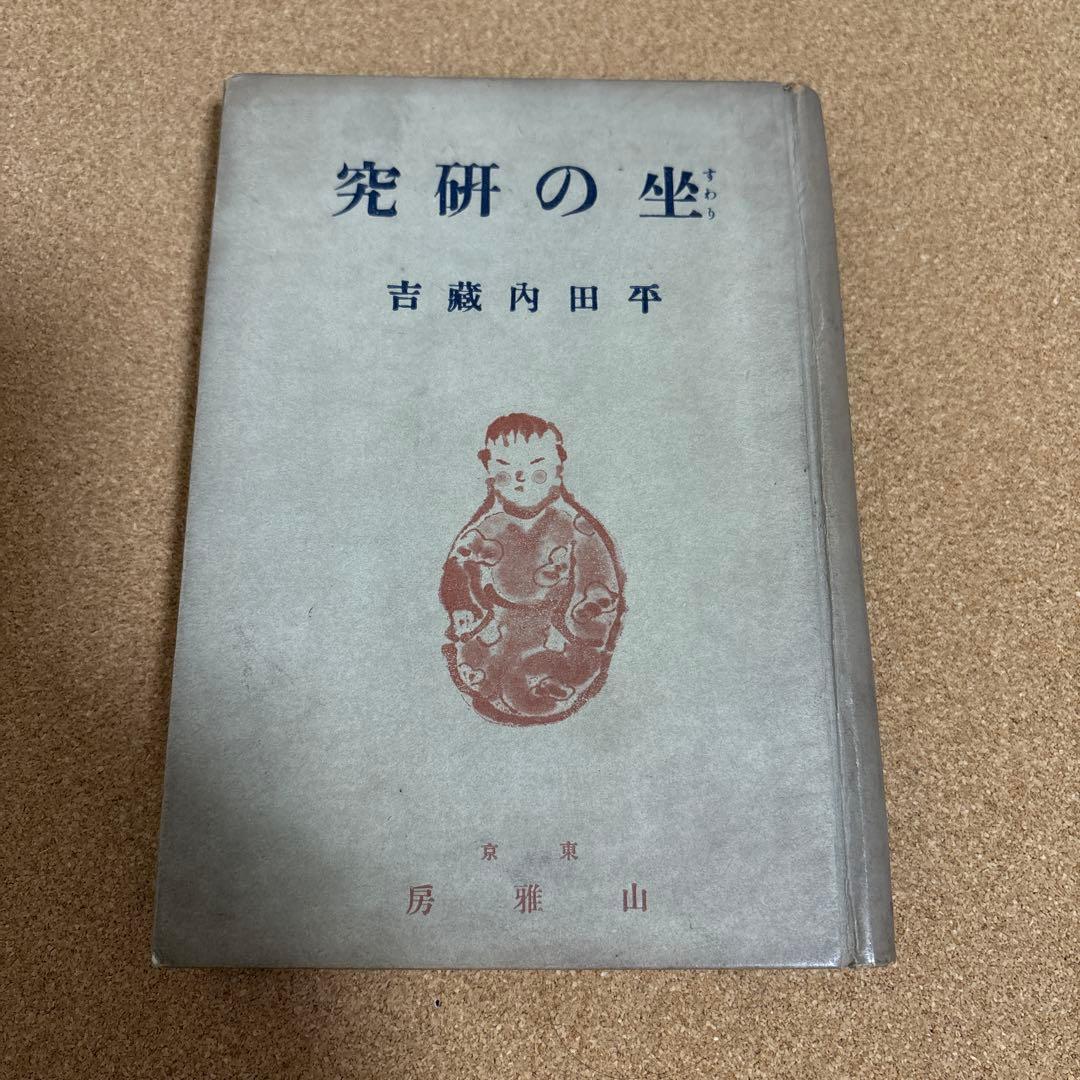 坐の研究
すわり
平田内藏吉
東京
山雅房